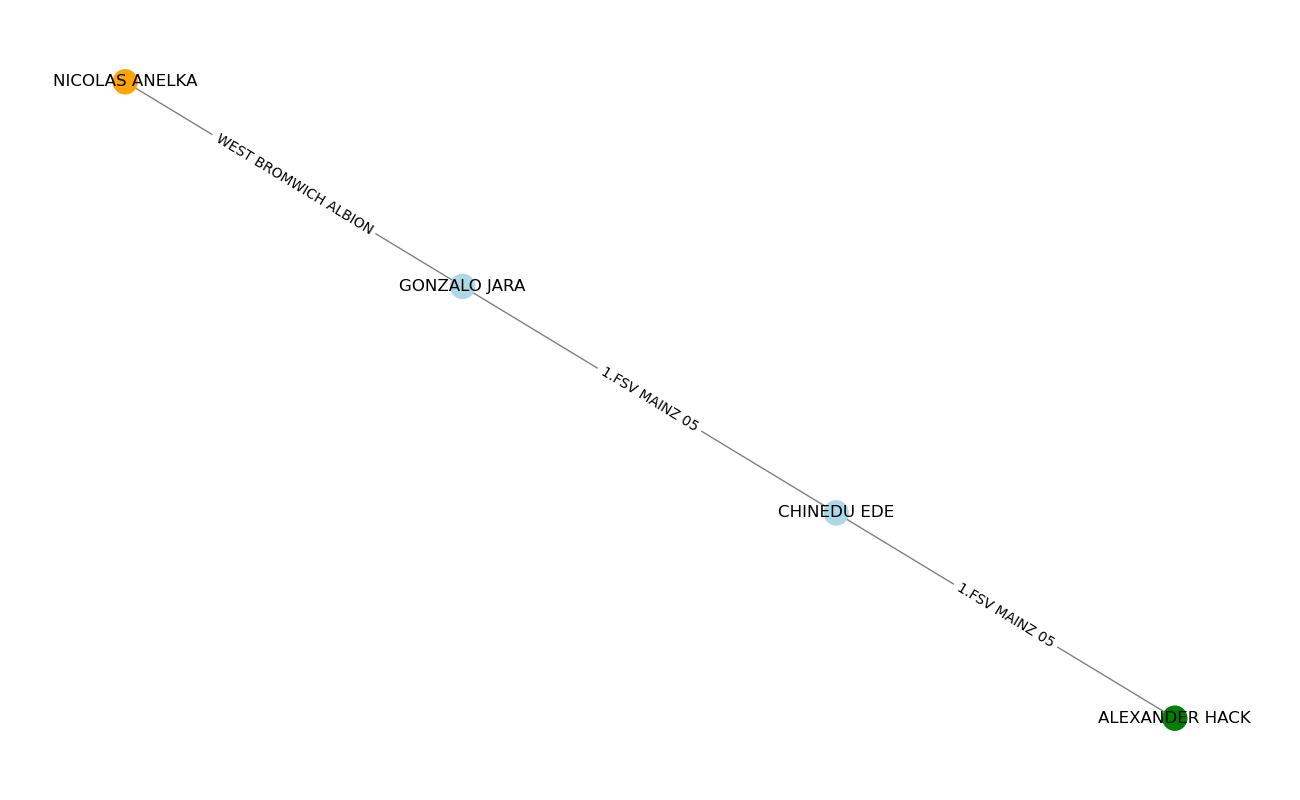 NICOLAS ANELKA
WEST BROMWICH ALBION
GONZALO JARA
1.FSV MAINZ 05
CHINEDU EDE
1.FSV MAINZ 05
ALEXANDER HACK